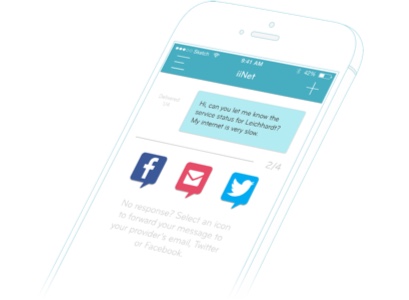 Sketch
9:41 AM
42%
iiNet
Delivered
Hi, can you let me know the
service status for Leichhardt?
My internet is very slow.
2/4
No response? Select an icon
to forward your message to
your provider's email, Twitter
or Facebook.